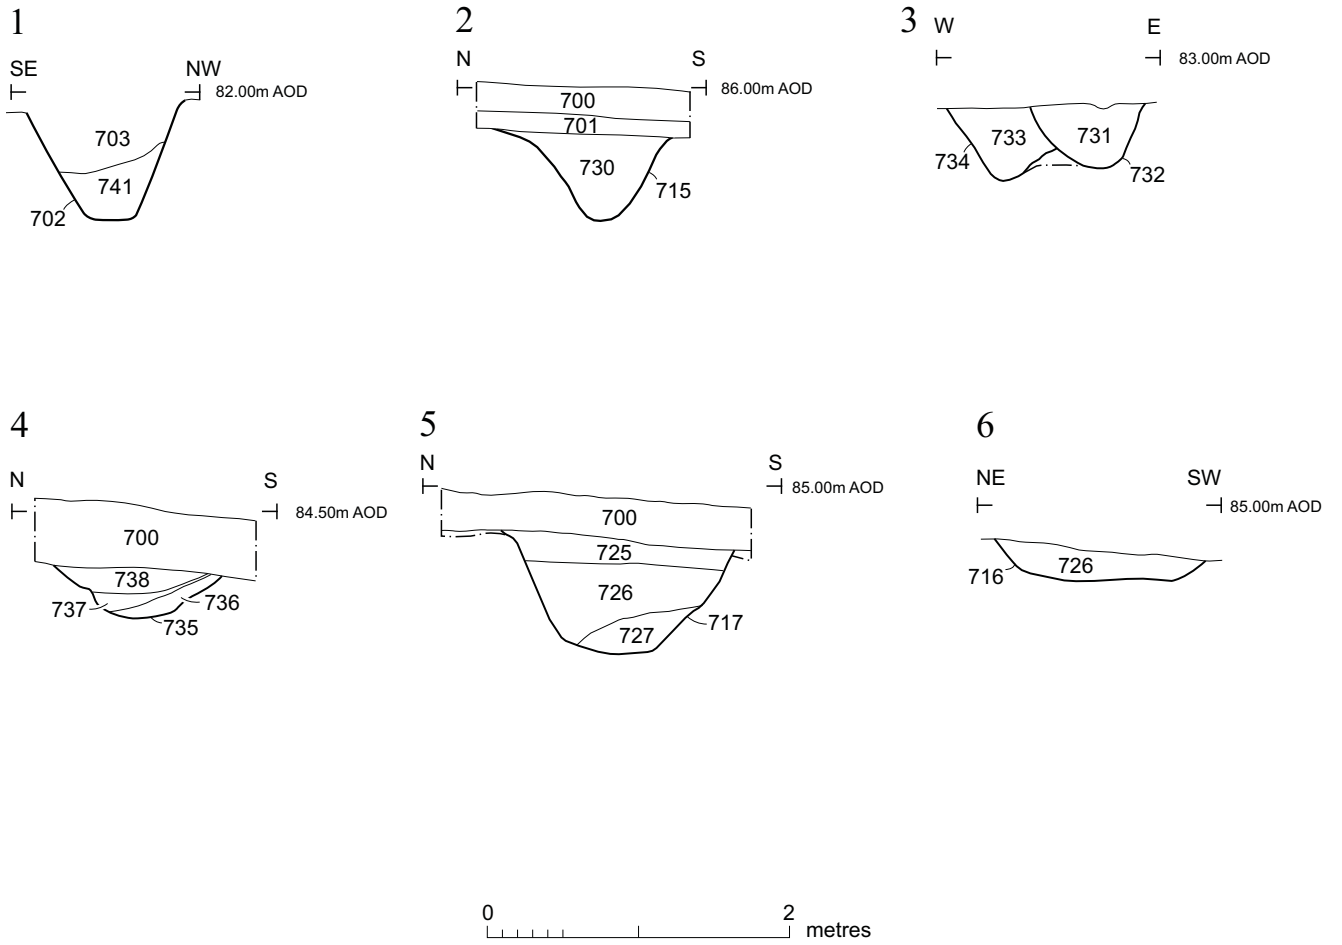 1
SE NW
82.00m AOD
703
741
702
2
N S
86.00m AOD
700
701
730
715
3
W E
83.00m AOD
733 731
734 732
4
N S
84.50m AOD
700
738
737 736
735
5
N S
85.00m AOD
700
725
726
727 717
6
NE SW
85.00m AOD
716 726
0 2
metres